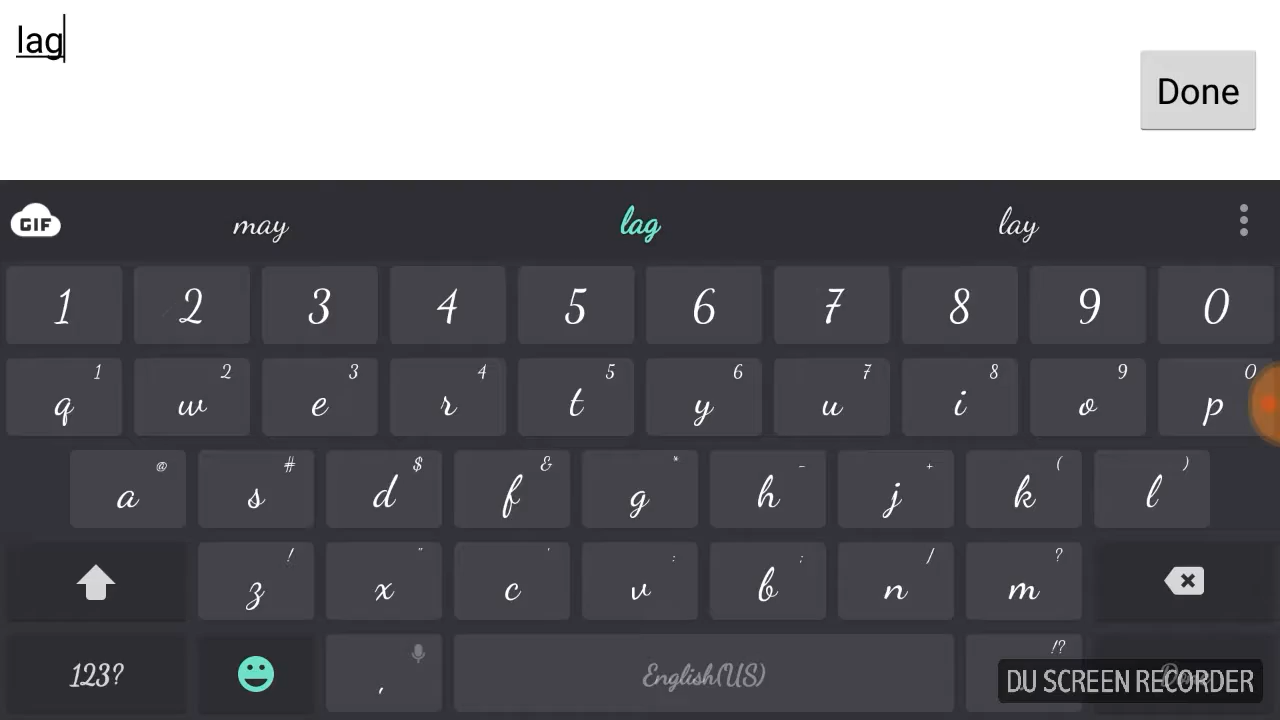 lag
Done
GIF may lag lay
1 2 3 4 5 6 7 8 9 0
1 2 3 4 5 6 7 8 9 0
q w e r t y u i o p
@ # $ & * - + ( )
a s d f g h j k l
! " ' : ; / ?
z x c v b n m
!?
123? , English(US)
DU SCREEN RECORDER